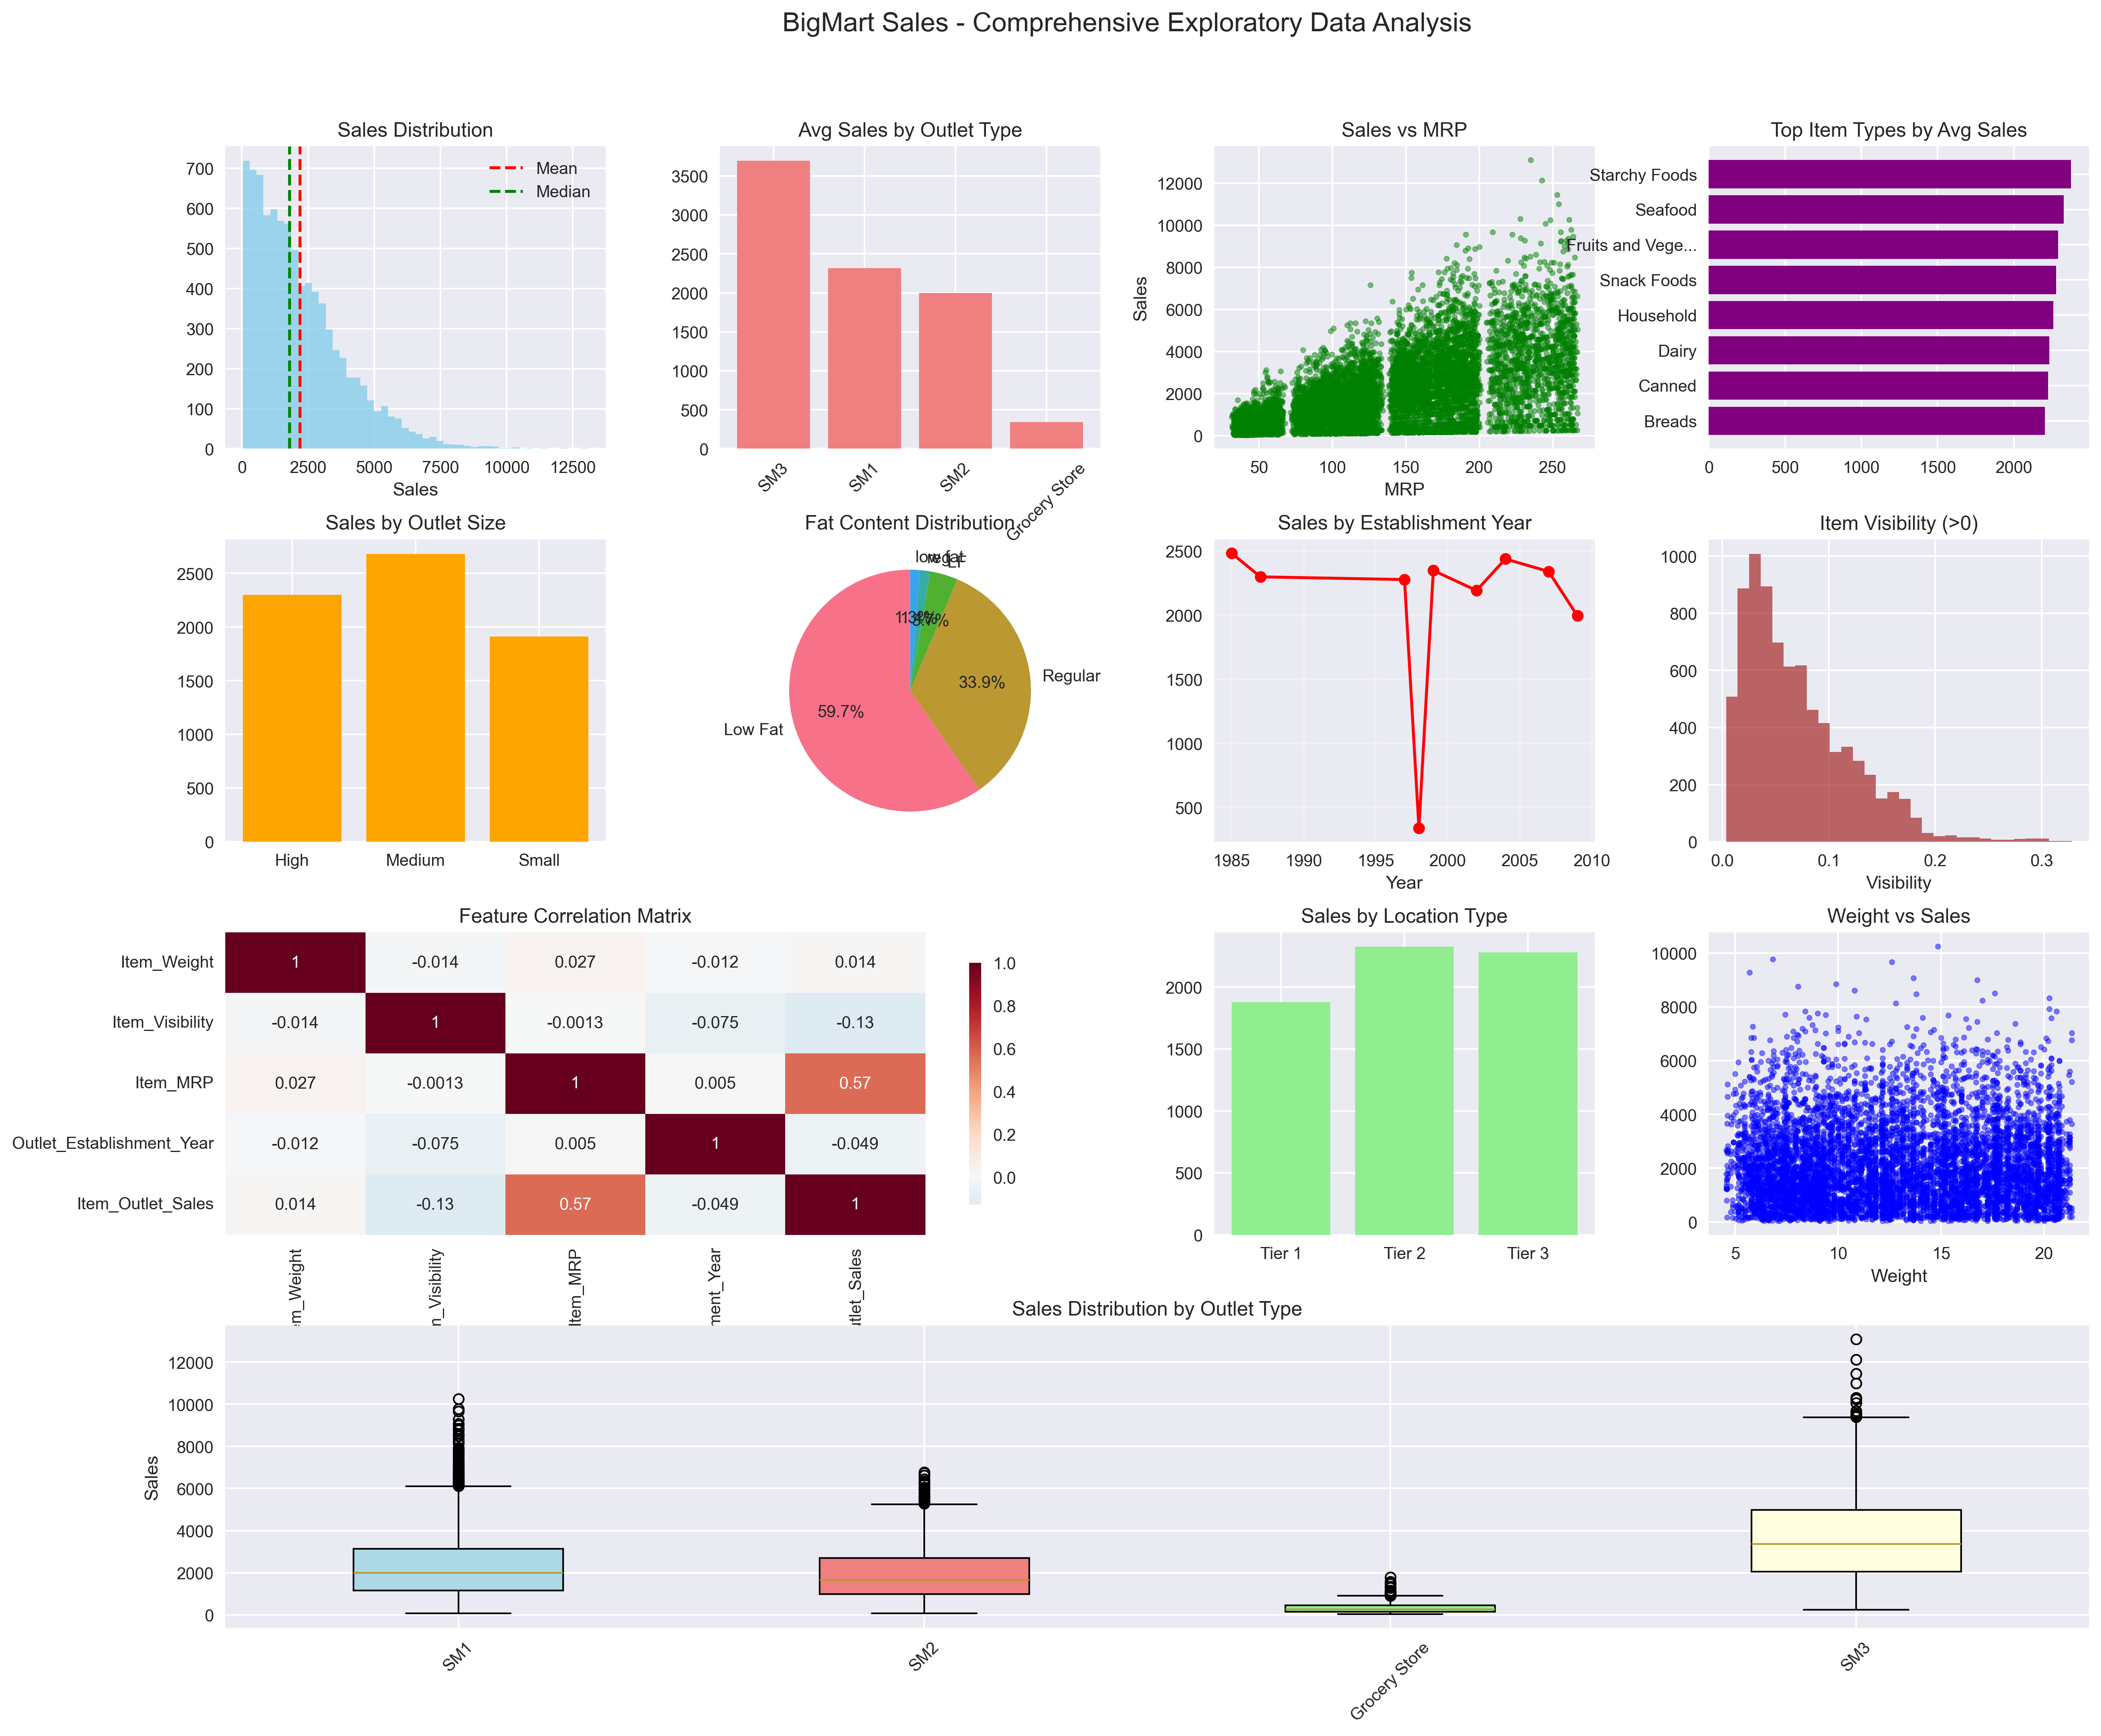 BigMart Sales - Comprehensive Exploratory Data Analysis
Sales Distribution
700
600
500
400
300
200
100
0
0 2500 5000 7500 10000 12500
Sales
Mean
Median
Avg Sales by Outlet Type
3500
3000
2500
2000
1500
1000
500
0
SM3 SM1 SM2 Grocery Store
Sales vs MRP
Sales
12000
10000
8000
6000
4000
2000
0
50 100 150 200 250
MRP
Top Item Types by Avg Sales
Starchy Foods
Seafood
Fruits and Vege...
Snack Foods
Household
Dairy
Canned
Breads
0 500 1000 1500 2000
Sales by Outlet Size
2500
2000
1500
1000
500
0
High Medium Small
Fat Content Distribution
low fat
reg
LF
Regular
33.9%
59.7%
Low Fat
Sales by Establishment Year
2500
2000
1500
1000
500
1985 1990 1995 2000 2005 2010
Year
Item Visibility (>0)
1000
800
600
400
200
0
0.0 0.1 0.2 0.3
Visibility
Feature Correlation Matrix
Item_Weight 1 -0.014 0.027 -0.012 0.014
Item_Visibility -0.014 1 -0.0013 -0.075 -0.13
Item_MRP 0.027 -0.0013 1 0.005 0.57
Outlet_Establishment_Year -0.012 -0.075 0.005 1 -0.049
Item_Outlet_Sales 0.014 -0.13 0.57 -0.049 1
em_Weight n_Visibility Item_MRP ment_Year utlet_Sales
1.0
0.8
0.6
0.4
0.2
0.0
Sales by Location Type
2000
1500
1000
500
0
Tier 1 Tier 2 Tier 3
Weight vs Sales
10000
8000
6000
4000
2000
0
5 10 15 20
Weight
Sales Distribution by Outlet Type
Sales
12000
10000
8000
6000
4000
2000
0
SM1 SM2 Grocery Store SM3